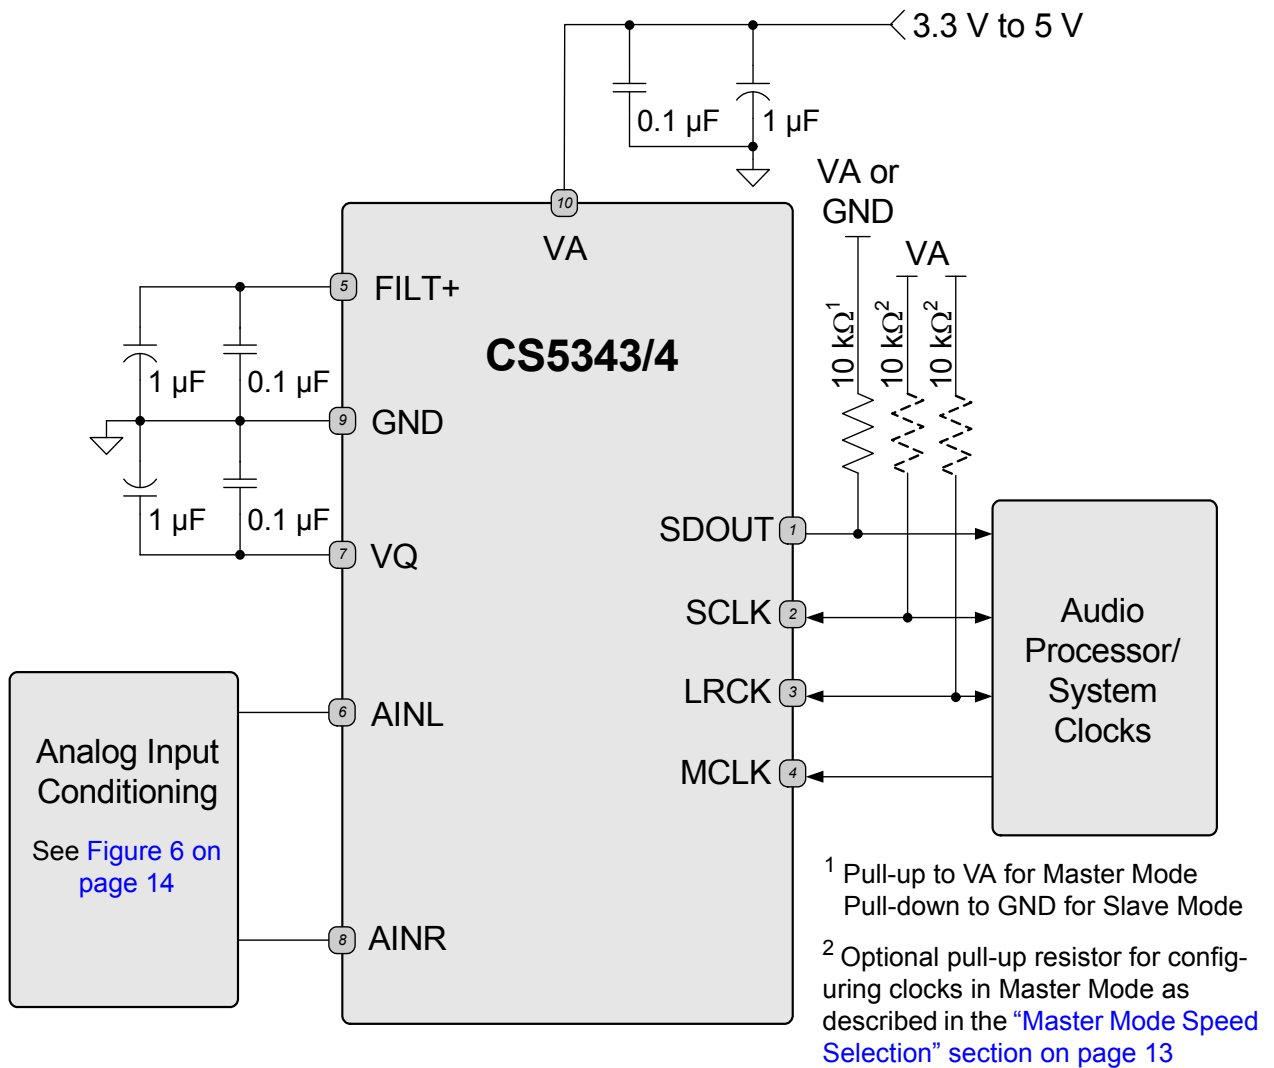 3.3 V to 5 V
0.1 µF
1 µF
VA or
GND
VA
10 kΩ1
10 kΩ2
10 kΩ2
10
VA
5
FILT+
CS5343/4
1 µF
0.1 µF
9
GND
1 µF
0.1 µF
7
VQ
SDOUT
1
SCLK
2
LRCK
3
MCLK
4
Audio
Processor/
System
Clocks
6
AINL
Analog Input
Conditioning
See Figure 6 on
page 14
8
AINR
1 Pull-up to VA for Master Mode
Pull-down to GND for Slave Mode
2 Optional pull-up resistor for config-
uring clocks in Master Mode as
described in the “Master Mode Speed
Selection” section on page 13